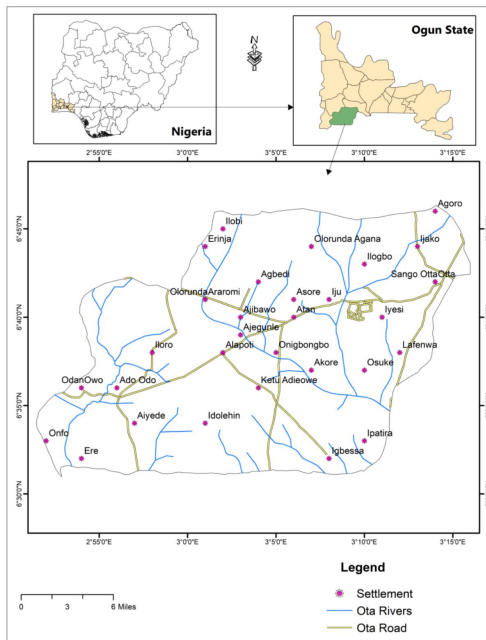 Ogun State
N
Nigeria
2°55'0"E 3°0'0"E 3°5'0"E 3°10'0"E 3°15'0"E
Agoro
6°45'0"N
Ilobi
Erinja
Olorunda Agana
Ijako
Ilogbo
Agbedi
Sango OttaOtta
OlorundaAraromi
Asore
Iju
6°40'0"N
Ajibawo
Atan
Iyesi
Ajegunle
Iloro
Alapoti
Onigbongbo
Lafenwa
Akore
Osuke
OdanOwo
Ado Odo
Ketu Adieowe
6°35'0"N
Aiyede
Idolehin
Onfo
Ipatira
Ere
Igbessa
6°30'0"N
2°55'0"E 3°0'0"E 3°5'0"E 3°10'0"E 3°15'0"E
Legend
Settlement
Ota Rivers
Ota Road
0 3 6 Miles